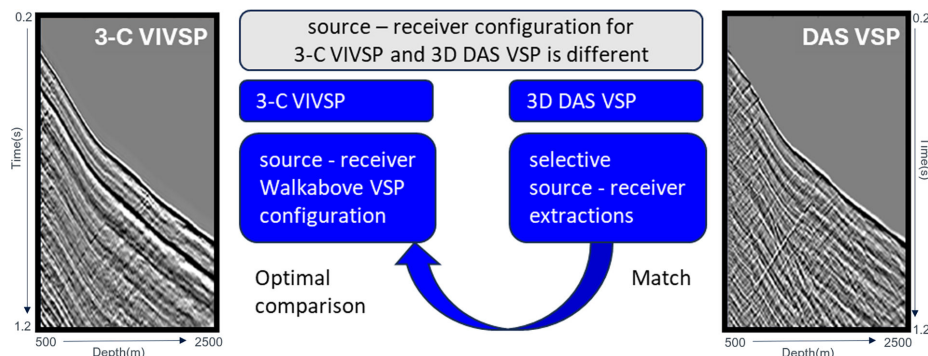 0.2
Time(s)
1.2
3-C VIVSP
500
2500
Depth(m)
source – receiver configuration for
3-C VIVSP and 3D DAS VSP is different
3-C VIVSP
3D DAS VSP
source - receiver
Walkabove VSP
configuration
selective
source - receiver
extractions
Optimal
comparison
Match
DAS VSP
0.2
Time(s)
1.2
500
2500
Depth(m)